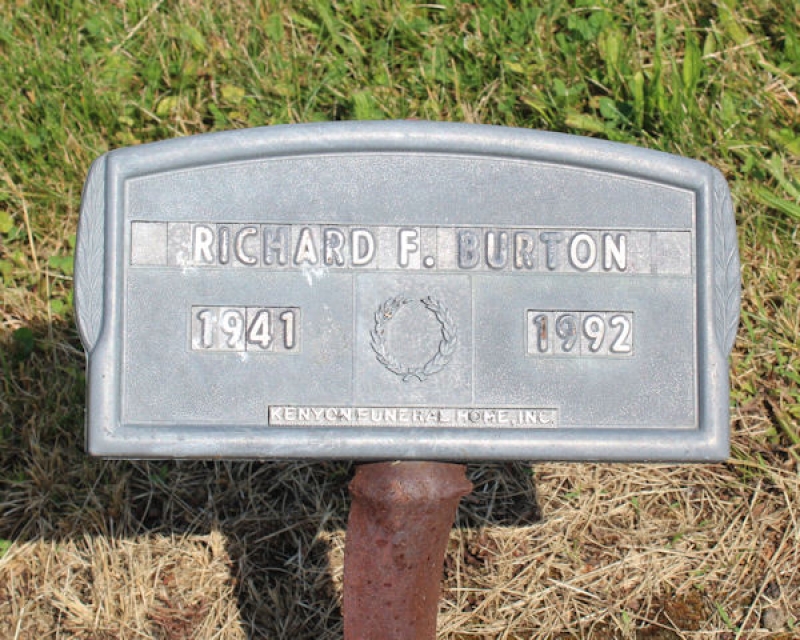 RICHARD F. BURTON
1941 1992
KENYON FUNERAL HOME, INC.